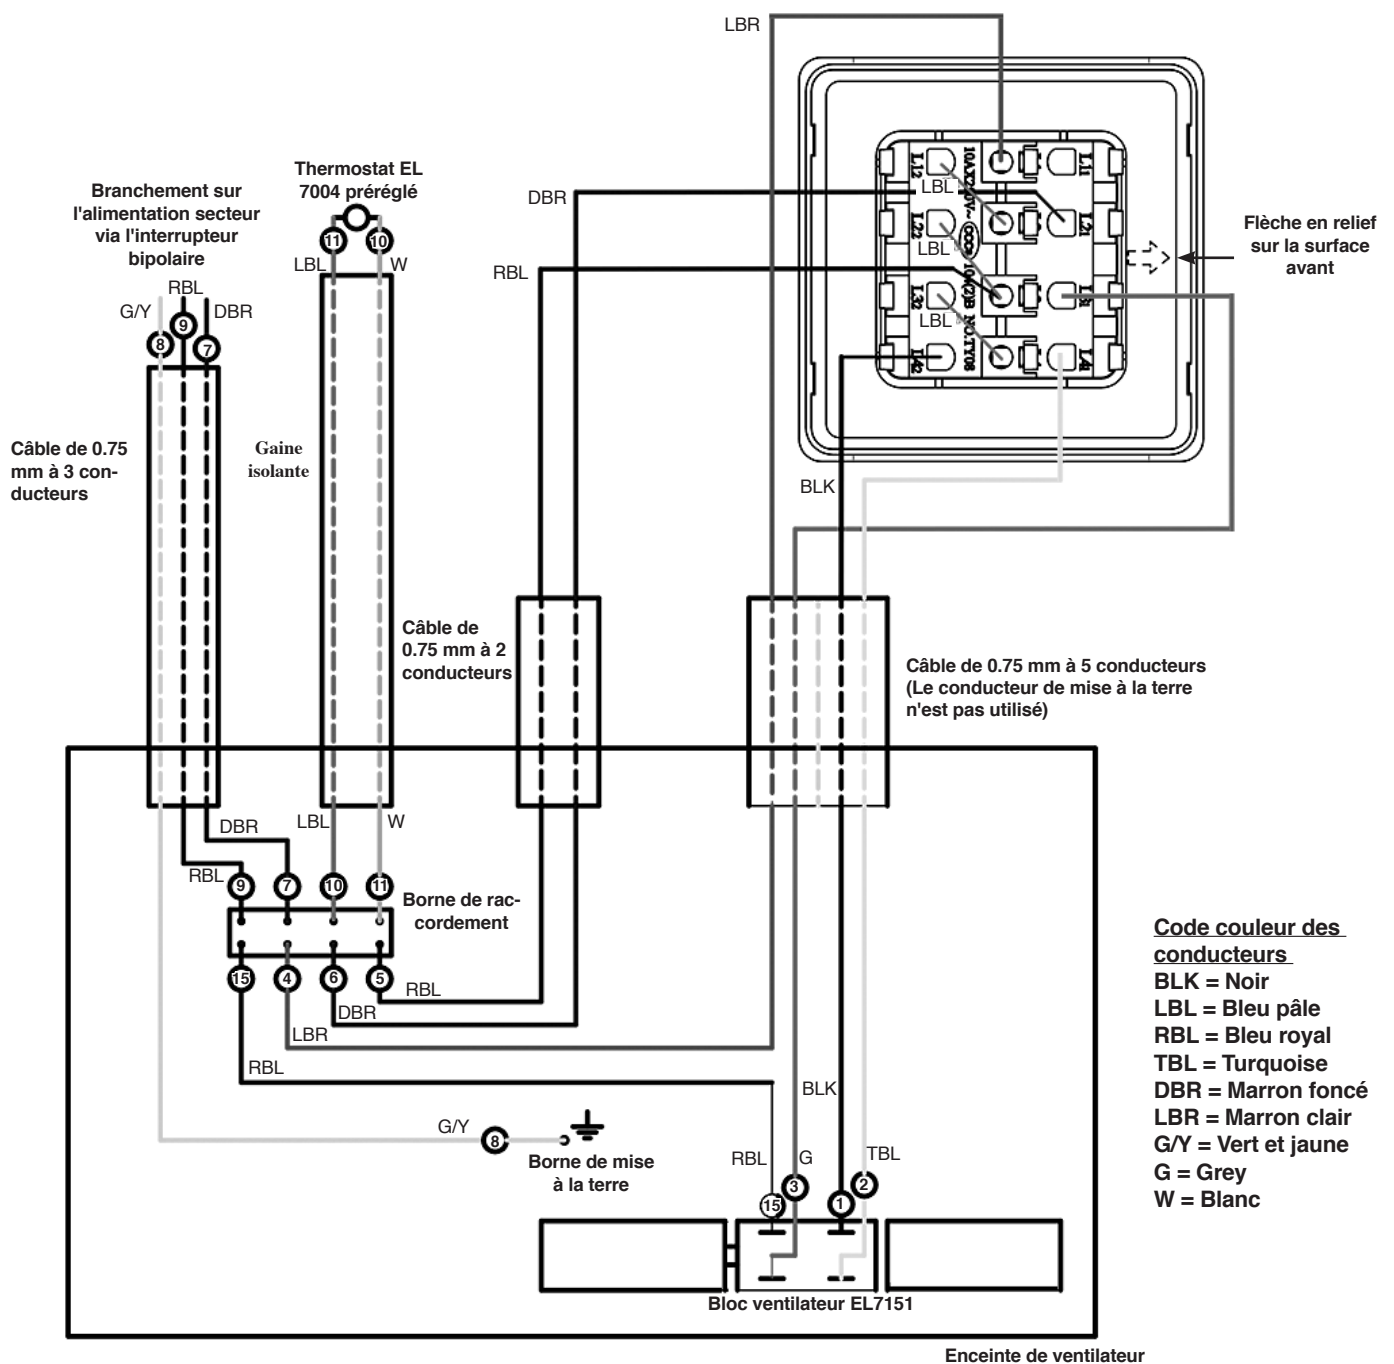 LBR
Thermostat EL
7004 préréglé
Branchement sur
l'alimentation secteur
via l'interrupteur
bipolaire
DBR
RBL
Flèche en relief
sur la surface
avant
L12
L22
L32
L42
10AX240V~
NO.TY08
L11
L21
L31
L41
LBL
LBL
LBL
11
10
LBL
W
RBL
G/Y
DBR
9
8
7
Câble de 0.75
mm à 3 con-
ducteurs
Gaine
isolante
BLK
Câble de
0.75 mm à 2
conducteurs
Câble de 0.75 mm à 5 conducteurs
(Le conducteur de mise à la terre
n'est pas utilisé)
DBR
LBL
W
RBL
9
7
10
11
Borne de rac-
cordement
15
4
6
5
RBL
DBR
LBR
RBL
BLK
G/Y
8
Borne de mise
à la terre
RBL
G
TBL
15
3
1
2
Bloc ventilateur EL7151
Enceinte de ventilateur
Code couleur des
conducteurs
BLK = Noir
LBL = Bleu pâle
RBL = Bleu royal
TBL = Turquoise
DBR = Marron foncé
LBR = Marron clair
G/Y = Vert et jaune
G = Grey
W = Blanc